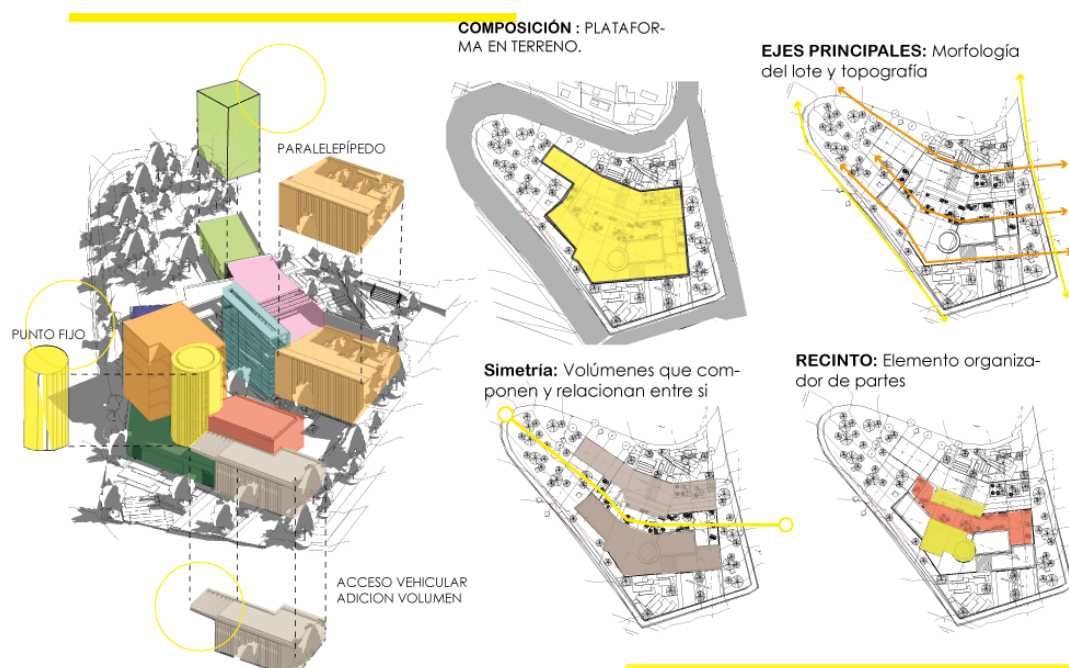 COMPOSICIÓN : PLATAFOR-
MA EN TERRENO.
EJES PRINCIPALES: Morfología
del lote y topografía
PARALELEPÍPEDO
PUNTO FIJO
Simetría: Volúmenes que com-
ponen y relacionan entre si
RECINTO: Elemento organiza-
dor de partes
ACCESO VEHICULAR
ADICION VOLUMEN